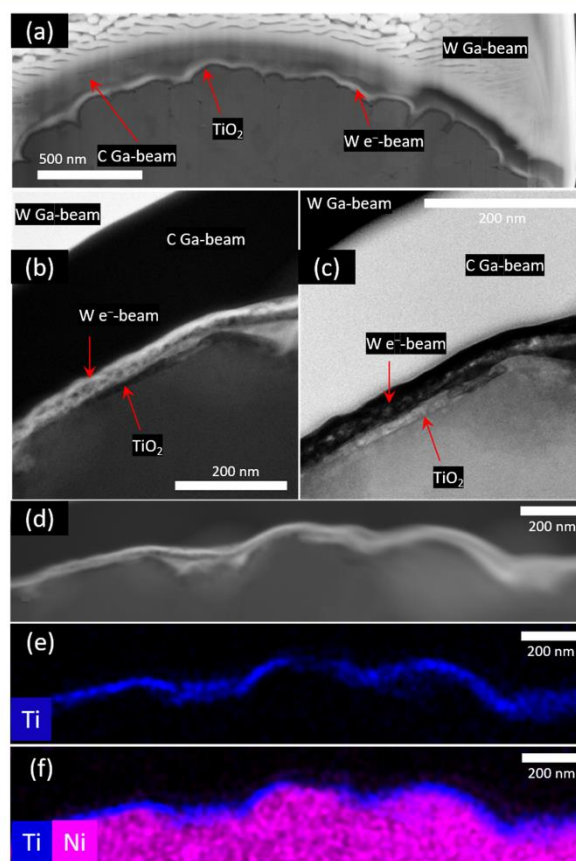 (a)
W Ga-beam
TiO₂
W e⁻-beam
C Ga-beam
500 nm
W Ga-beam
C Ga-beam
(b)
W e⁻-beam
TiO₂
200 nm
W Ga-beam
200 nm
C Ga-beam
(c)
W e⁻-beam
TiO₂
(d)
200 nm
(e)
200 nm
Ti
(f)
200 nm
Ti
Ni